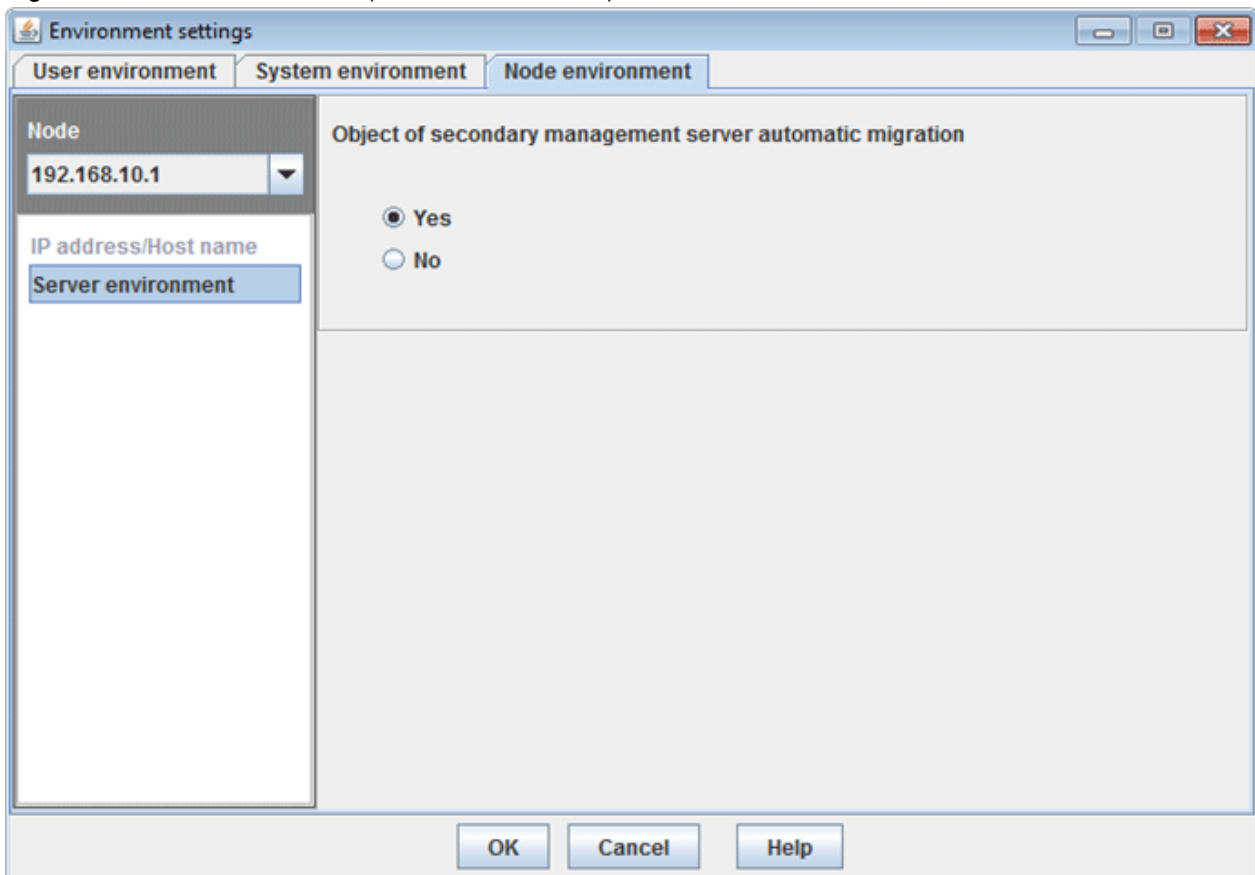 Environment settings
User environment System environment Node environment
Node
192.168.10.1
IP address/Host name
Server environment
Object of secondary management server automatic migration
Yes
No
OK Cancel Help